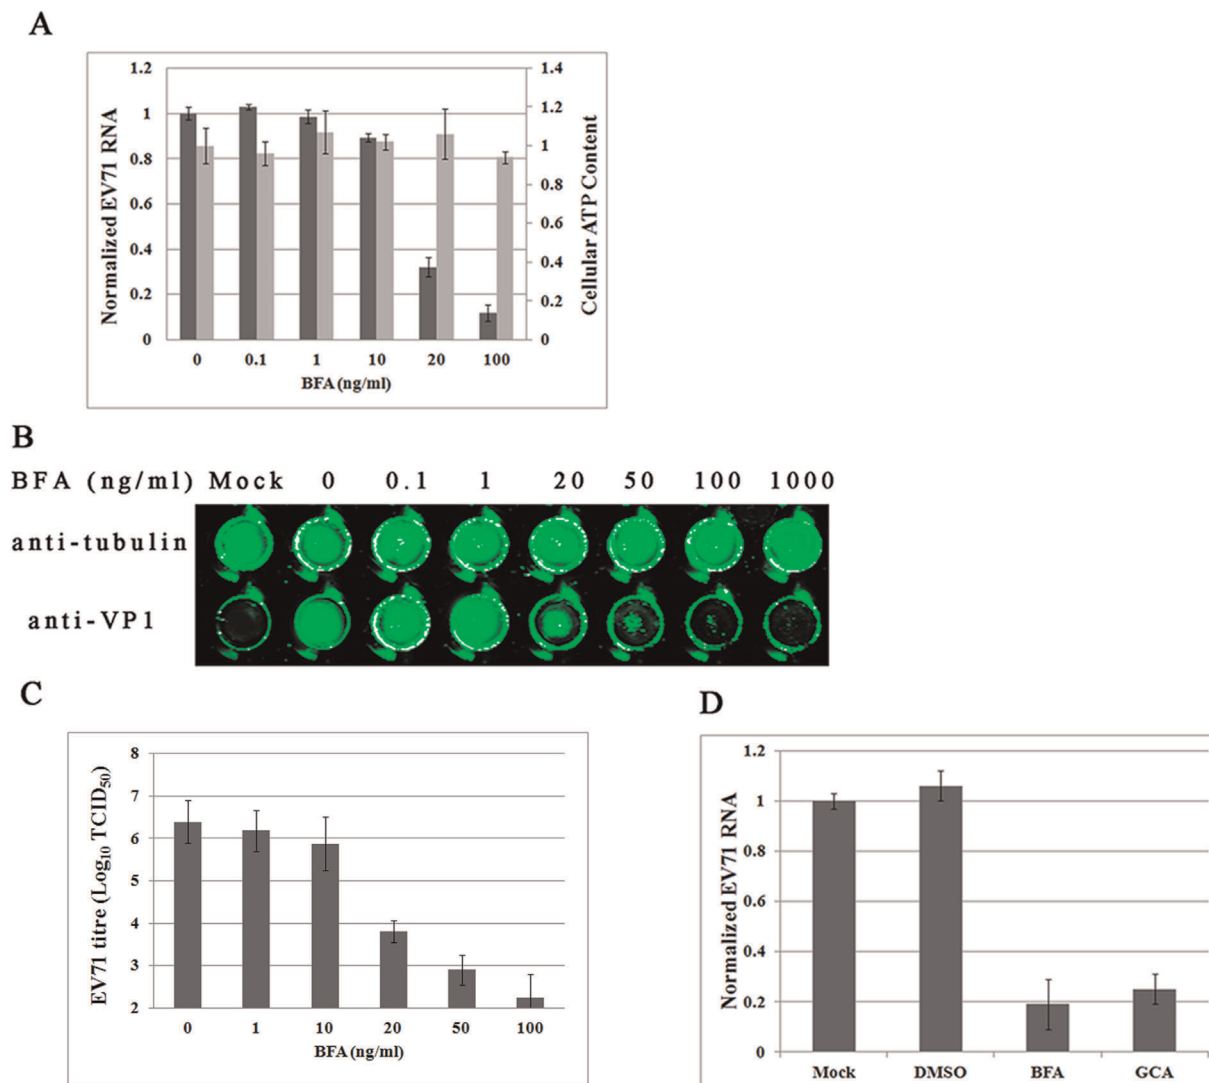 A
Normalized EV71 RNA
1.2
1
0.8
0.6
0.4
0.2
0
1.4
1.2
1
0.8
0.6
0.4
0.2
0
Cellular ATP Content
0 0.1 1 10 20 100
BFA (ng/ml)
B
BFA (ng/ml) Mock 0 0.1 1 20 50 100 1000
anti-tubulin
anti-VP1
C
EV71 titre (Log₁₀ TCID₅₀)
8
7
6
5
4
3
2
0 1 10 20 50 100
BFA (ng/ml)
D
Normalized EV71 RNA
1.2
1
0.8
0.6
0.4
0.2
0
Mock DMSO BFA GCA